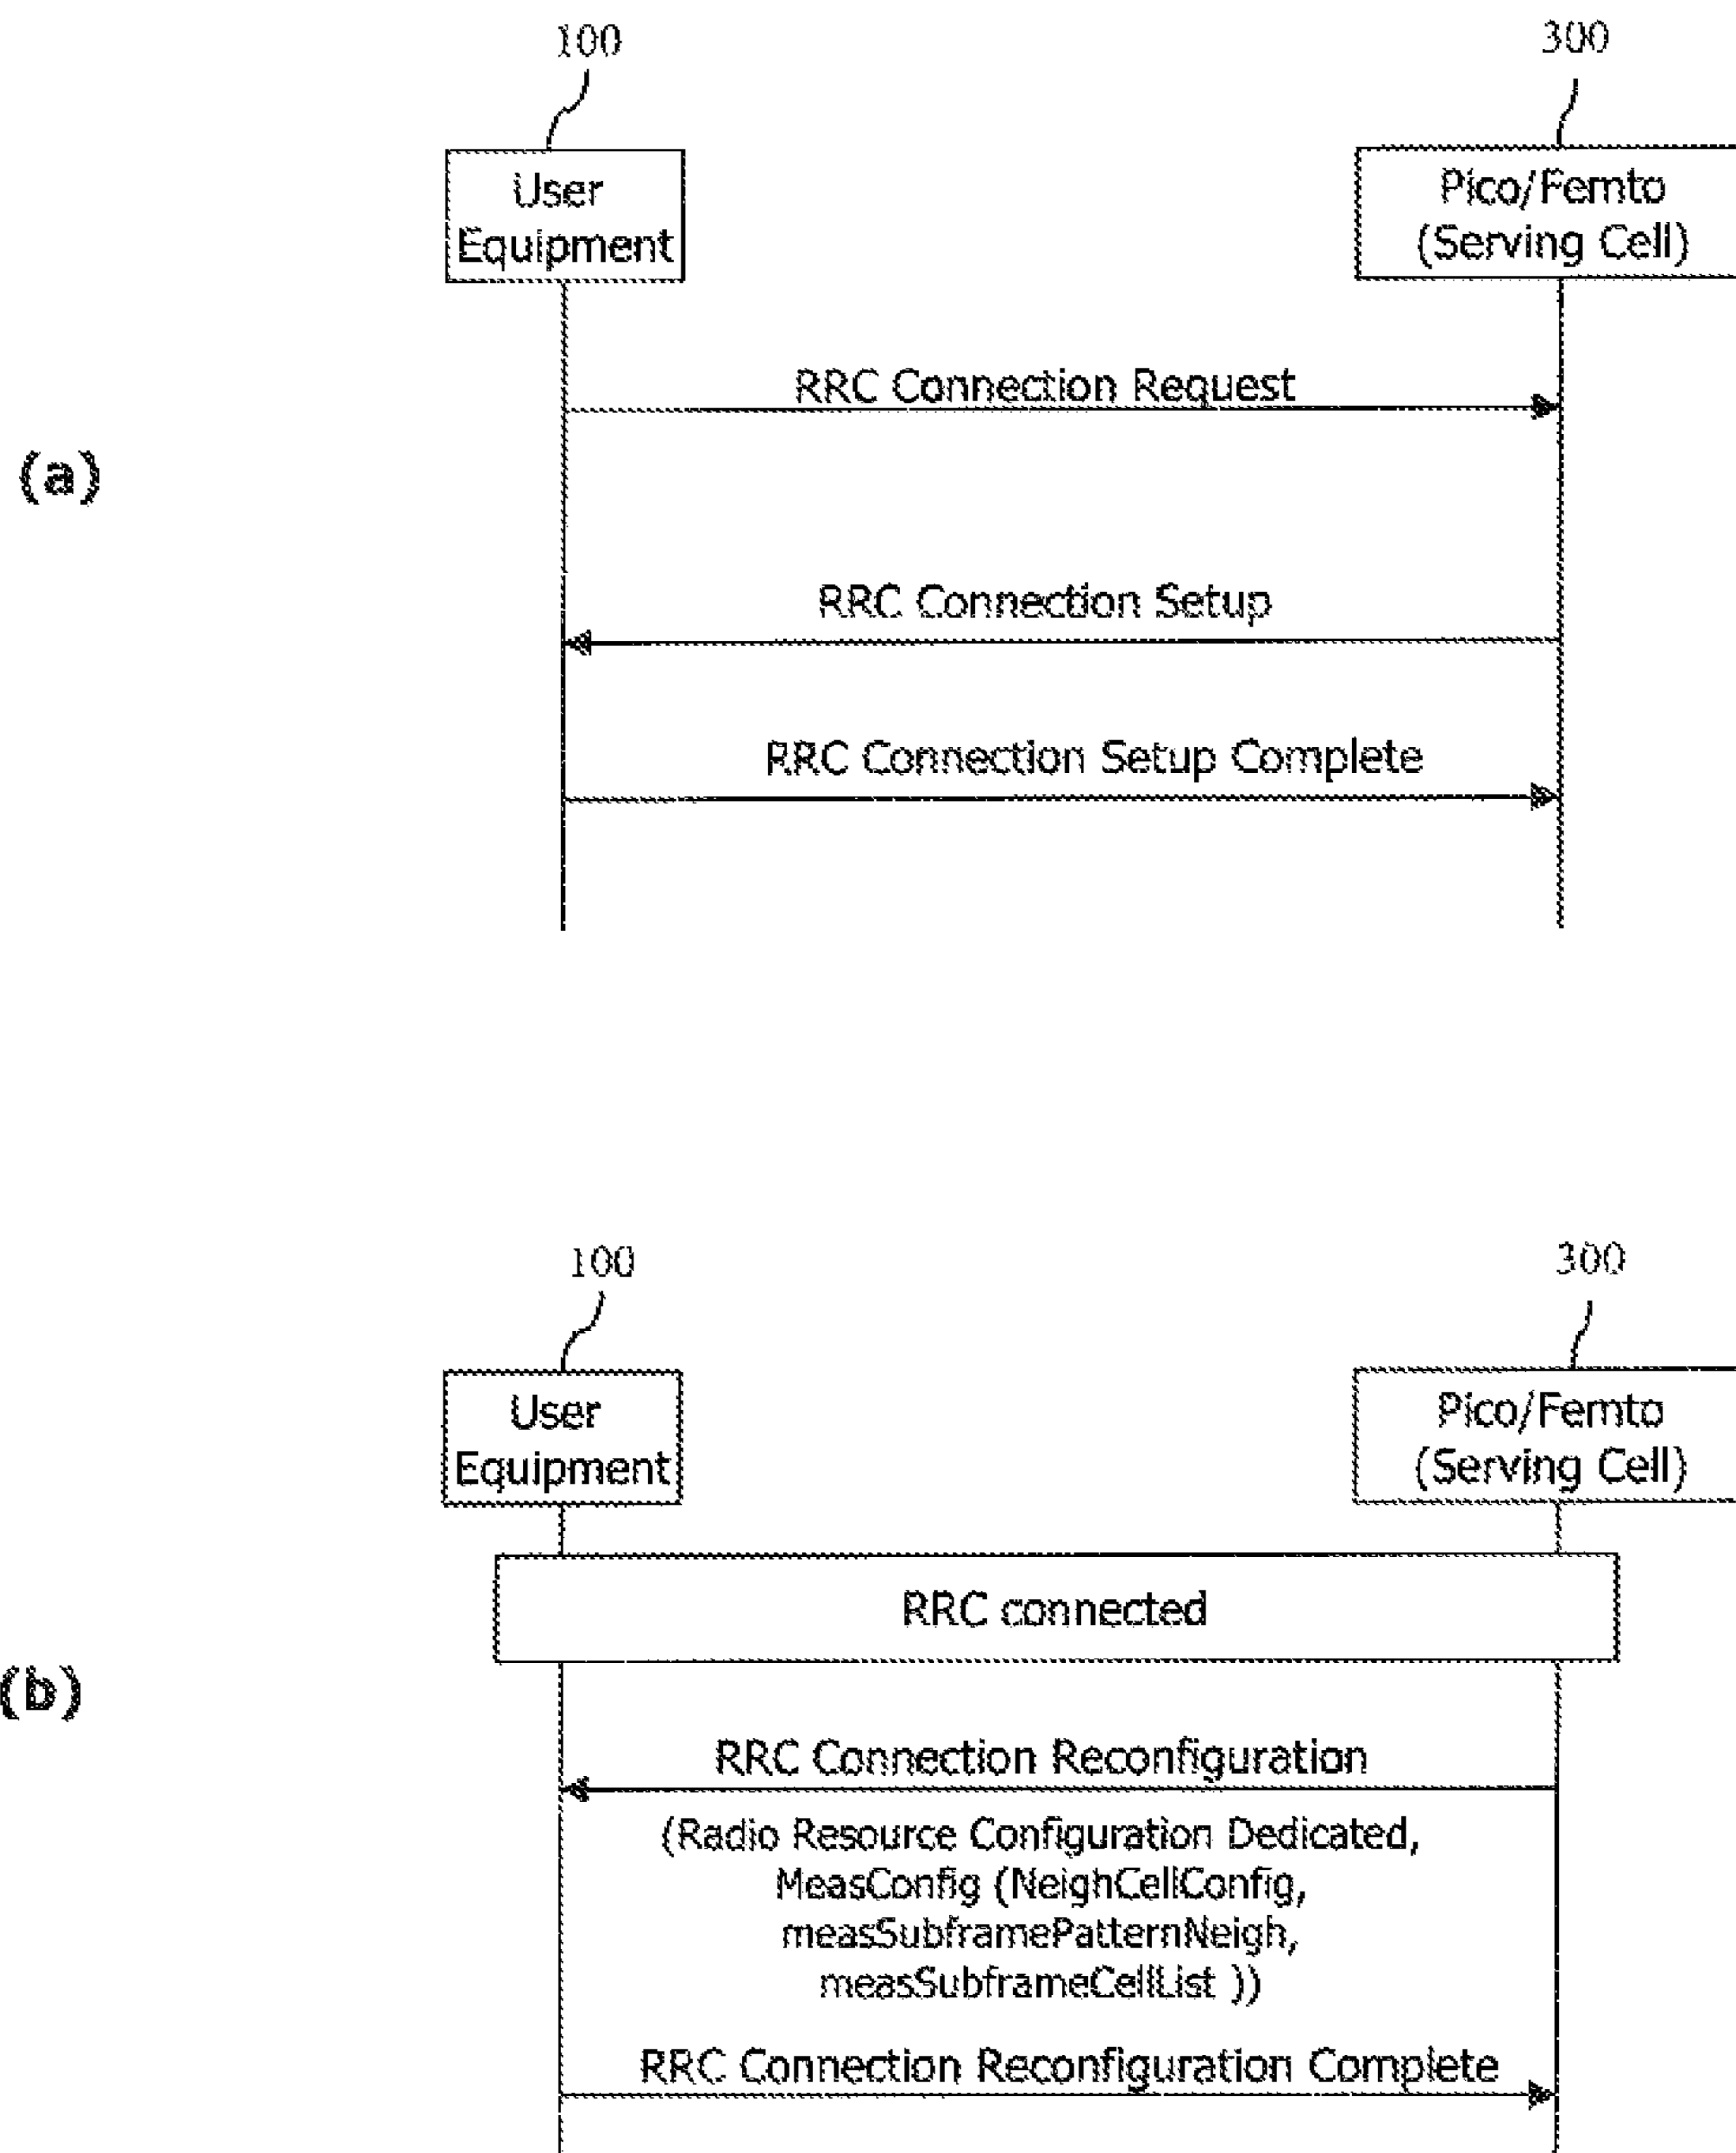 100
300
User
Equipment
Pico/Femto
(Serving Cell)
RRC Connection Request
(a)
RRC Connection Setup
RRC Connection Setup Complete
100
300
User
Equipment
Pico/Femto
(Serving Cell)
RRC connected
(b)
RRC Connection Reconfiguration
(Radio Resource Configuration Dedicated,
MeasConfig (NeighCellConfig,
measSubframePatternNeigh,
measSubframeCellList ))
RRC Connection Reconfiguration Complete